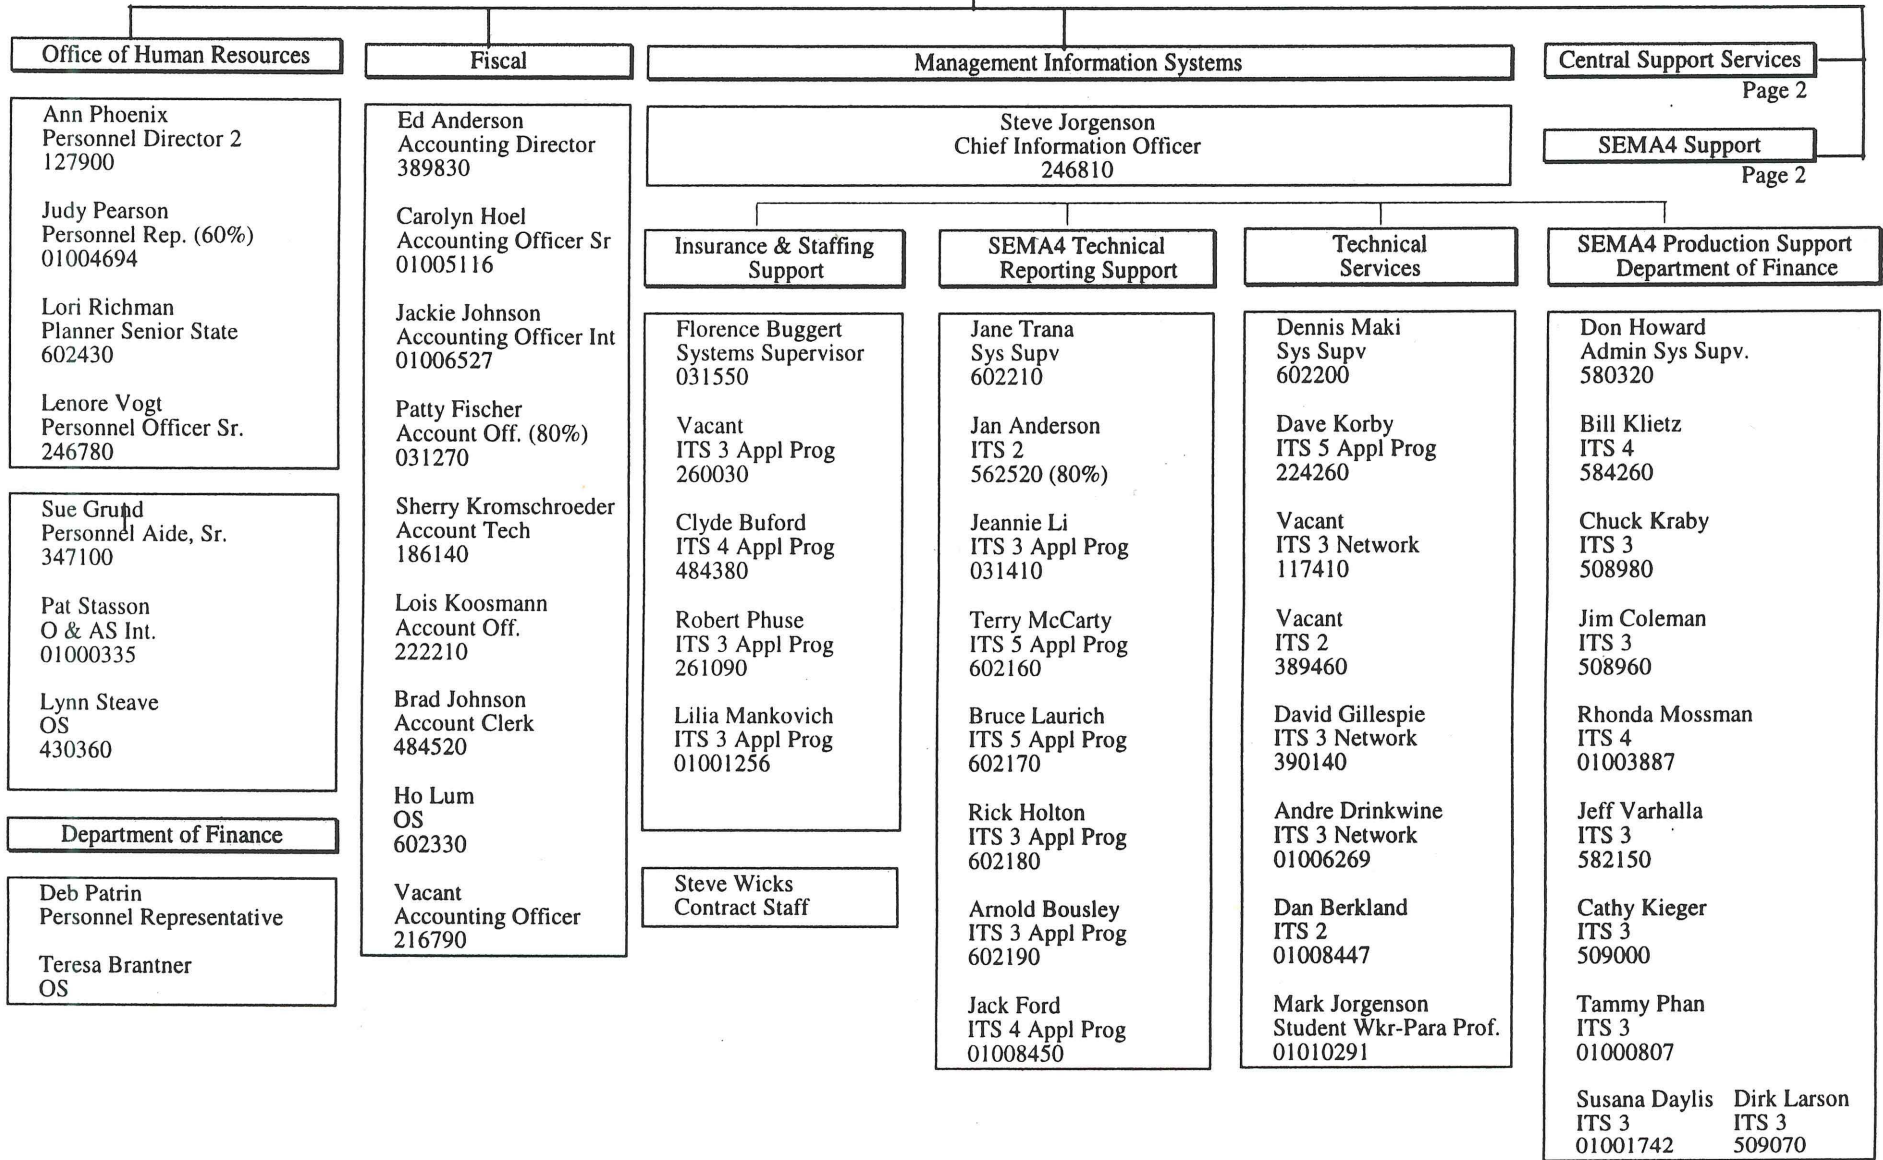 Office of Human Resources
Ann Phoenix
Personnel Director 2
127900
Judy Pearson
Personnel Rep. (60%)
01004694
Lori Richman
Planner Senior State
602430
Lenore Vogt
Personnel Officer Sr.
246780
Sue Grund
Personnel Aide, Sr.
347100
Pat Stasson
O & AS Int.
01000335
Lynn Steave
OS
430360
Department of Finance
Deb Patrin
Personnel Representative
Teresa Brantner
OS
Fiscal
Ed Anderson
Accounting Director
389830
Carolyn Hoel
Accounting Officer Sr
01005116
Jackie Johnson
Accounting Officer Int
01006527
Patty Fischer
Account Off. (80%)
031270
Sherry Kromschroeder
Account Tech
186140
Lois Koosmann
Account Off.
222210
Brad Johnson
Account Clerk
484520
Ho Lum
OS
602330
Vacant
Accounting Officer
216790
Management Information Systems
Steve Jorgenson
Chief Information Officer
246810
Insurance & Staffing
Support
Florence Buggert
Systems Supervisor
031550
Vacant
ITS 3 Appl Prog
260030
Clyde Buford
ITS 4 Appl Prog
484380
Robert Phuse
ITS 3 Appl Prog
261090
Lilia Mankovich
ITS 3 Appl Prog
01001256
Steve Wicks
Contract Staff
SEMA4 Technical
Reporting Support
Jane Trana
Sys Supv
602210
Jan Anderson
ITS 2
562520 (80%)
Jeannie Li
ITS 3 Appl Prog
031410
Terry McCarty
ITS 5 Appl Prog
602160
Bruce Laurich
ITS 5 Appl Prog
602170
Rick Holton
ITS 3 Appl Prog
602180
Arnold Bousley
ITS 3 Appl Prog
602190
Jack Ford
ITS 4 Appl Prog
01008450
Technical
Services
Dennis Maki
Sys Supv
602200
Dave Korby
ITS 5 Appl Prog
224260
Vacant
ITS 3 Network
117410
Vacant
ITS 2
389460
David Gillespie
ITS 3 Network
390140
Andre Drinkwine
ITS 3 Network
01006269
Dan Berkland
ITS 2
01008447
Mark Jorgenson
Student Wkr-Para Prof.
01010291
SEMA4 Production Support
Department of Finance
Don Howard
Admin Sys Supv.
580320
Bill Klietz
ITS 4
584260
Chuck Kraby
ITS 3
508980
Jim Coleman
ITS 3
508960
Rhonda Mossman
ITS 4
01003887
Jeff Varhalla
ITS 3
582150
Cathy Kieger
ITS 3
509000
Tammy Phan
ITS 3
01000807
Susana Daylis
ITS 3
01001742
Dirk Larson
ITS 3
509070
Central Support Services
Page 2
SEMA4 Support
Page 2